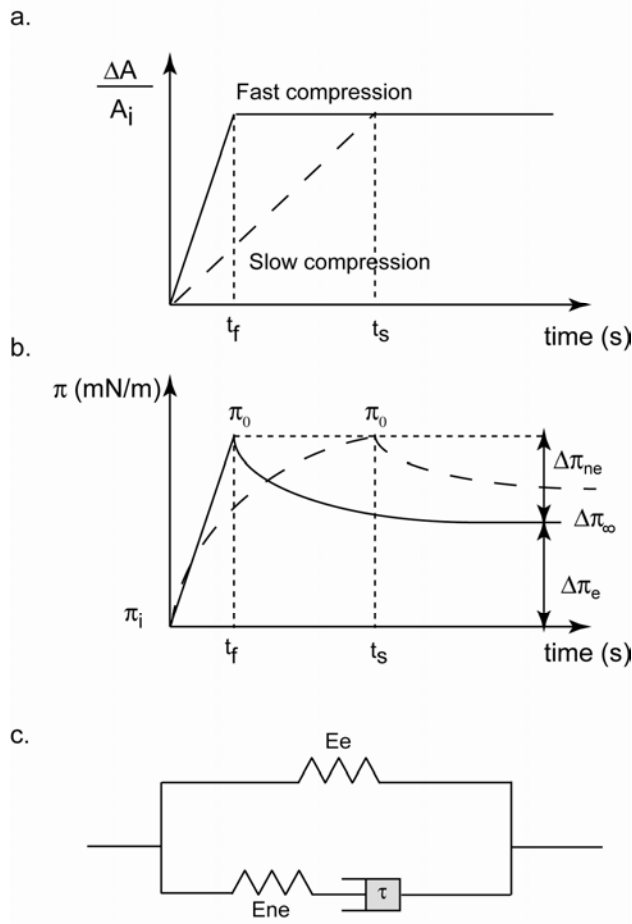 a.
ΔA
Ai
Fast compression
Slow compression
tf
ts
time (s)
b.
π (mN/m)
π0
π0
Δπne
Δπ∞
Δπe
πi
tf
ts
time (s)
c.
Ee
τ
Ene